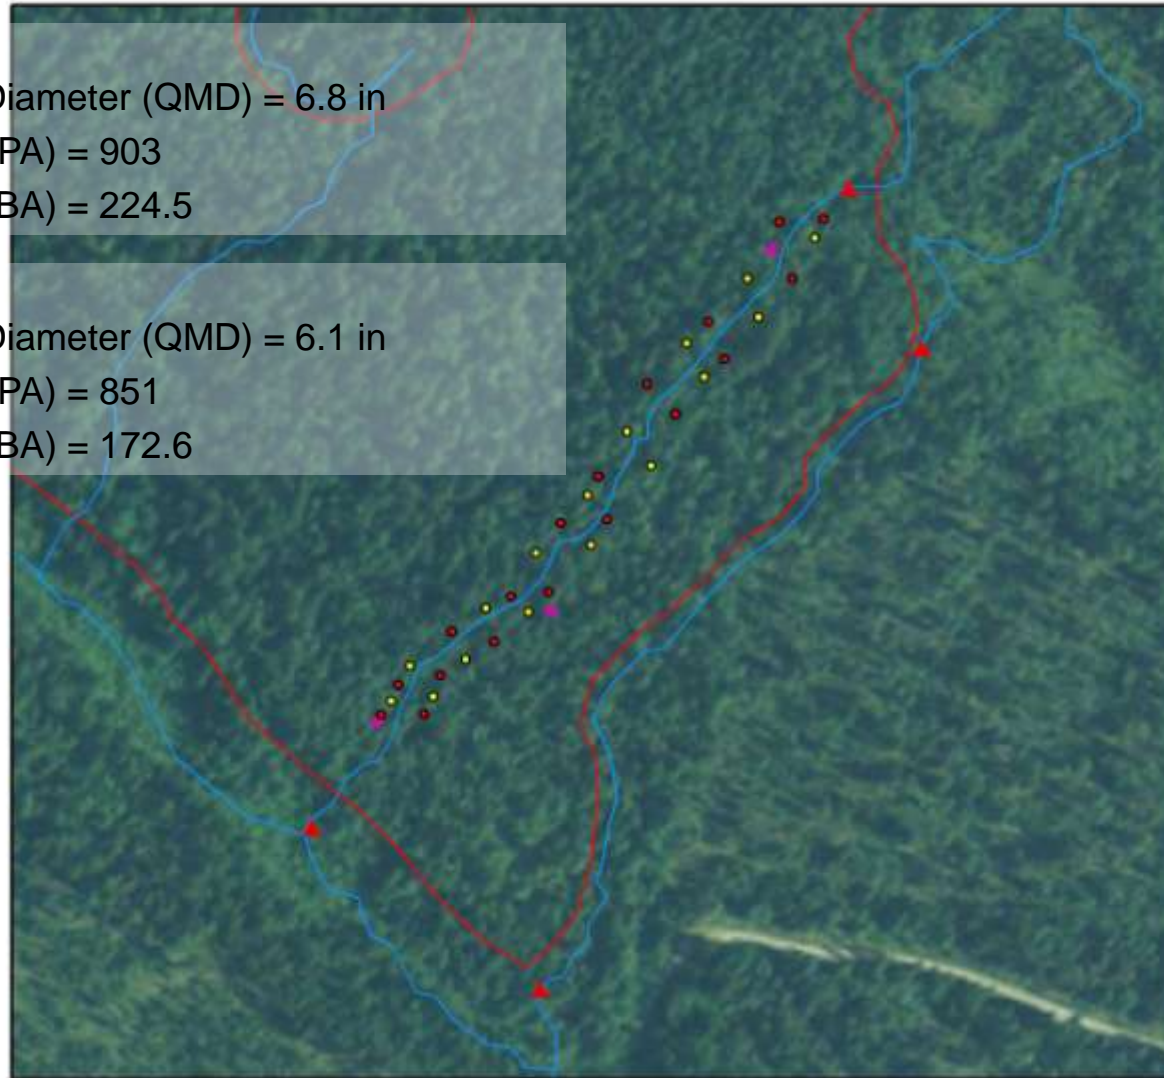 Diameter (QMD) = 6.8 in
PA) = 903
BA) = 224.5
Diameter (QMD) = 6.1 in
PA) = 851
BA) = 172.6